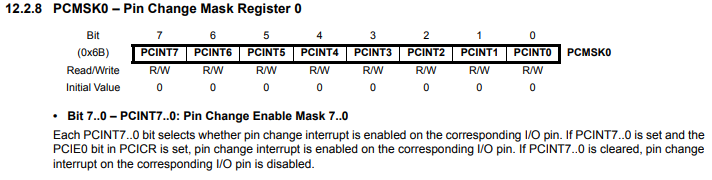 12.2.8 PCMSK0 – Pin Change Mask Register 0
Bit 7 6 5 4 3 2 1 0
(0x6B) PCINT7 PCINT6 PCINT5 PCINT4 PCINT3 PCINT2 PCINT1 PCINT0 PCMSK0
Read/Write R/W R/W R/W R/W R/W R/W R/W R/W
Initial Value 0 0 0 0 0 0 0 0
• Bit 7..0 – PCINT7..0: Pin Change Enable Mask 7..0
Each PCINT7..0 bit selects whether pin change interrupt is enabled on the corresponding I/O pin. If PCINT7..0 is set and the
PCIE0 bit in PCICR is set, pin change interrupt is enabled on the corresponding I/O pin. If PCINT7..0 is cleared, pin change
interrupt on the corresponding I/O pin is disabled.